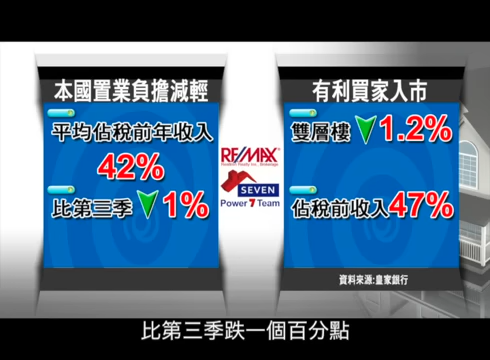 本國置業負擔減輕
平均佔稅前年收入
42%
比第三季 1%
RE/MAX
SEVEN
Power 7 Team
有利買家入市
雙層樓 1.2%
佔稅前收入47%
資料來源:皇家銀行
比第三季跌一個百分點